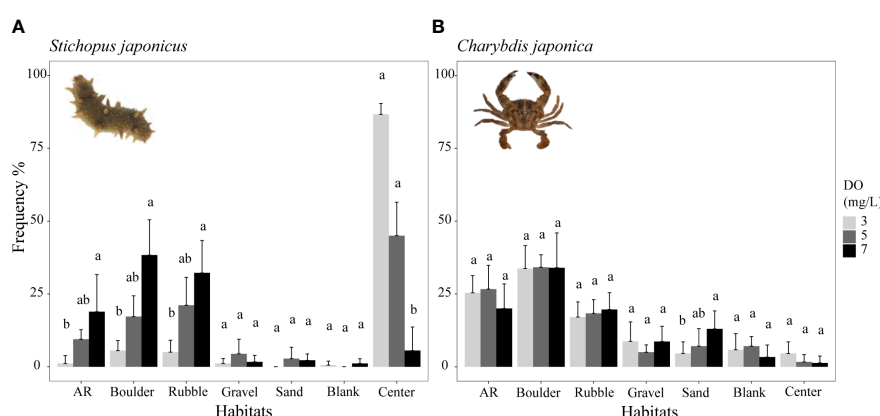 A
Stichopus japonicus
B
Charybdis japonica
Frequency %
100
75
50
25
0
b ab a
b ab a
b ab a
a a a
a a a
a a a
a a b
AR Boulder Rubble Gravel Sand Blank Center
Habitats
100
75
50
25
0
a a a
a a a
a a a
a a a
b ab a
a a a
a a a
AR Boulder Rubble Gravel Sand Blank Center
Habitats
DO
(mg/L)
3
5
7